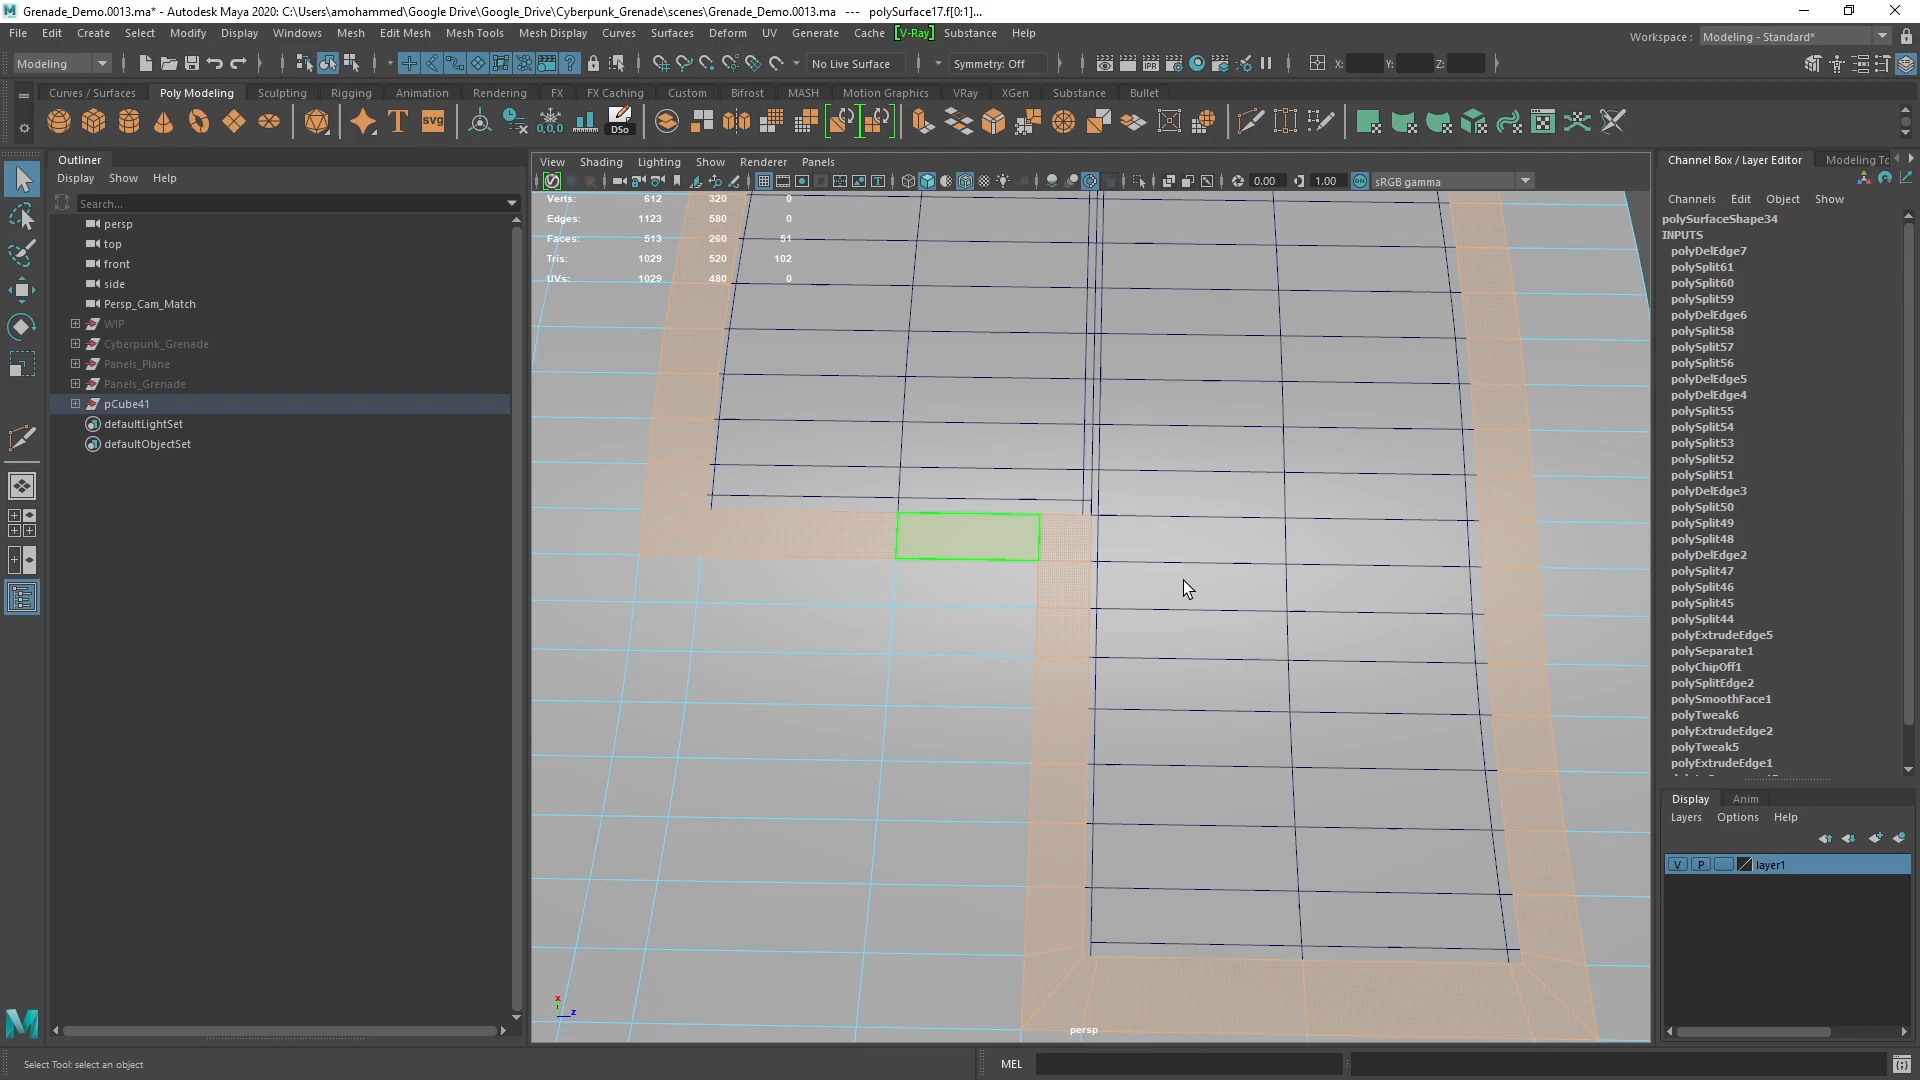 Grenade_Demo.0013.ma* - Autodesk Maya 2020: C:\Users\amohammed\Google Drive\Google_Drive\Cyberpunk_Grenade\scenes\Grenade_Demo.0013.ma --- polySurface17.f[0:1]...
File Edit Create Select Modify Display Windows Mesh Edit Mesh Mesh Tools Mesh Display Curves Surfaces Deform UV Generate Cache [V-Ray] Substance Help
Workspace : Modeling - Standard*
Modeling No Live Surface Symmetry: Off X: Y: Z:
Curves / Surfaces Poly Modeling Sculpting Rigging Animation Rendering FX FX Caching Custom Bifrost MASH Motion Graphics VRay XGen Substance Bullet
T SVG 0,0,0 DSo
Outliner
Display Show Help
Search...
persp
top
front
side
Persp_Cam_Match
WIP
Cyberpunk_Grenade
Panels_Plane
Panels_Grenade
pCube41
defaultLightSet
defaultObjectSet
View Shading Lighting Show Renderer Panels
0.00 1.00 ON sRGB gamma
Verts: 612 320 0
Edges: 1123 580 0
Faces: 513 260 51
Tris: 1029 520 102
UVs: 1029 480 0
x
z
persp
Channel Box / Layer Editor Modeling To
Channels Edit Object Show
polySurfaceShape34
INPUTS
polyDelEdge7
polySplit61
polySplit60
polySplit59
polyDelEdge6
polySplit58
polySplit57
polySplit56
polyDelEdge5
polyDelEdge4
polySplit55
polySplit54
polySplit53
polySplit52
polySplit51
polyDelEdge3
polySplit50
polySplit49
polySplit48
polyDelEdge2
polySplit47
polySplit46
polySplit45
polySplit44
polyExtrudeEdge5
polySeparate1
polyChipOff1
polySplitEdge2
polySmoothFace1
polyTweak6
polyExtrudeEdge2
polyTweak5
polyExtrudeEdge1
Display Anim
Layers Options Help
V P layer1
Select Tool: select an object
MEL